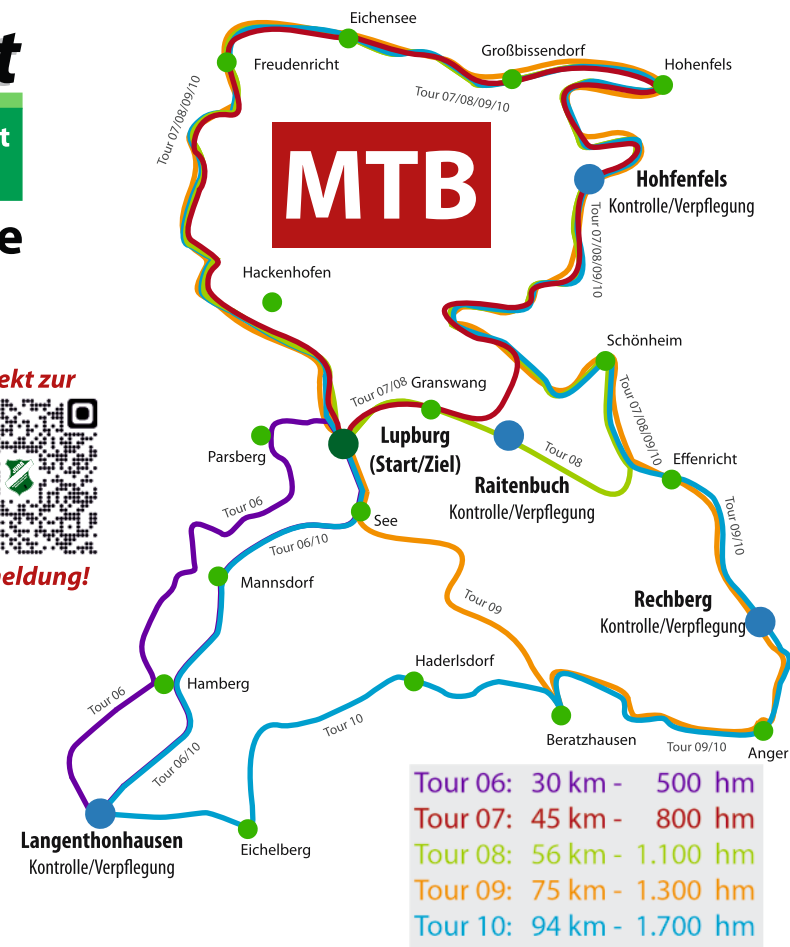 t
t
e
Eichensee
Freudenricht
Großbissendorf
Hohenfels
Tour 07/08/09/10
Tour 07/08/09/10
MTB
Hohfenfels
Kontrolle/Verpflegung
Tour 07/08/09/10
Hackenhofen
Schönheim
ekt zur
Tour 07/08
Granswang
Tour 07/08/09/10
Parsberg
Lupburg
(Start/Ziel)
Tour 08
Effenricht
Raitenbuch
Kontrolle/Verpflegung
Tour 06
See
Tour 09/10
Tour 06/10
eldung!
Mannsdorf
Tour 09
Rechberg
Kontrolle/Verpflegung
Hamberg
Haderlsdorf
Tour 06
Tour 10
Beratzhausen
Tour 09/10
Anger
Tour 06/10
Langenthonhausen
Kontrolle/Verpflegung
Eichelberg
Tour 06: 30 km - 500 hm
Tour 07: 45 km - 800 hm
Tour 08: 56 km - 1.100 hm
Tour 09: 75 km - 1.300 hm
Tour 10: 94 km - 1.700 hm